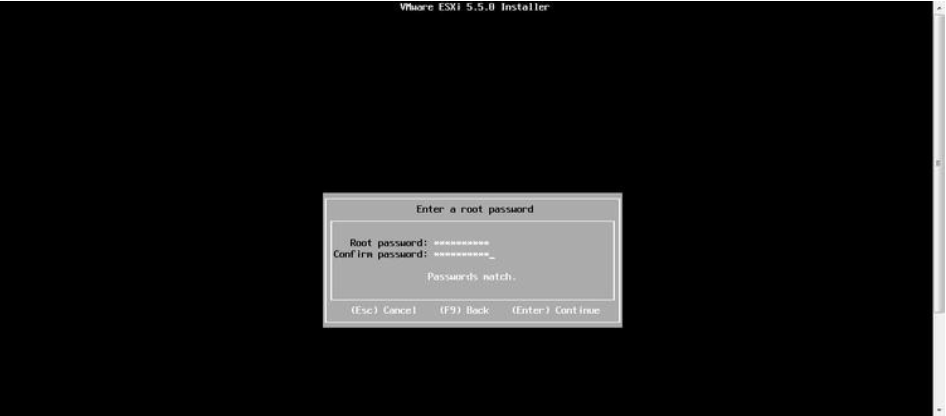 VMware ESXi 5.5.0 Installer
Enter a root password
Root password: **********
Confirm password: **********_
Passwords match.
(Esc) Cancel (F9) Back (Enter) Continue